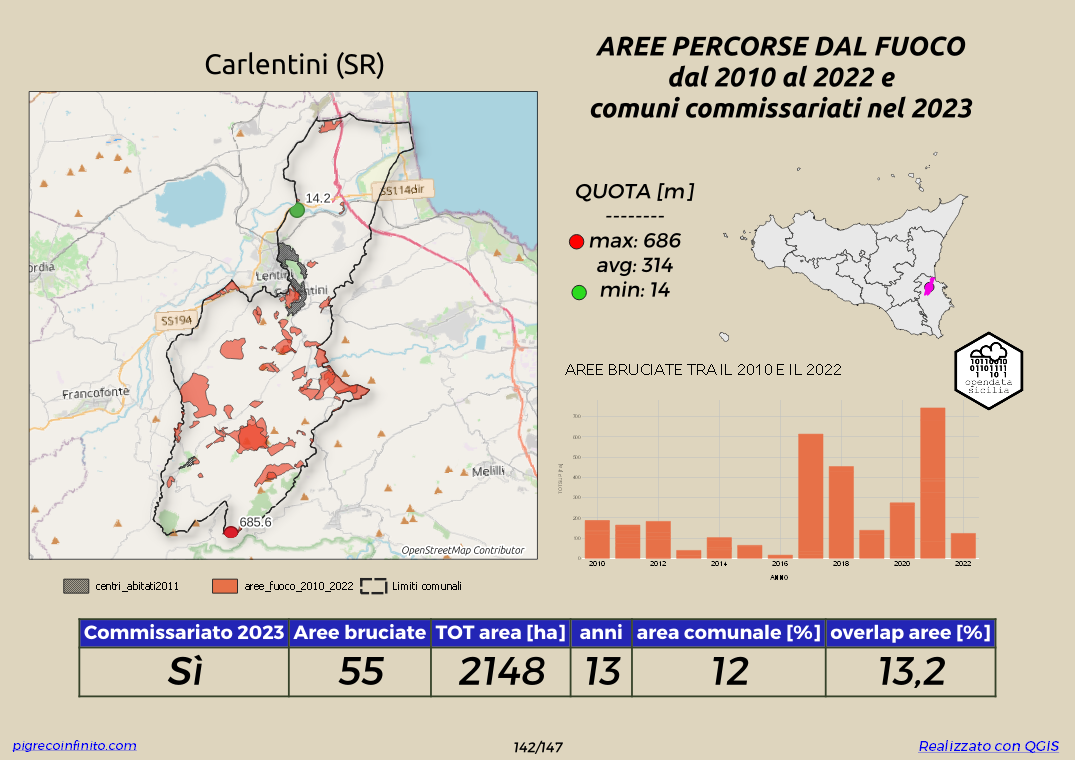 Carlentini (SR)
AREE PERCORSE DAL FUOCO
dal 2010 al 2022 e
comuni commissariati nel 2023
SS114dir
14.2
Lentini
SS194
Francofonte
Melilli
685.6
OpenStreetMap Contributor
QUOTA [m]
--------
max: 686
avg: 314
min: 14
10110010
01101111
1 10 1
opendata
sicilia
AREE BRUCIATE TRA IL 2010 E IL 2022
700
600
500
400
300
200
100
0
2010 2012 2014 2016 2018 2020 2022
ANNO
centri_abitati2011 aree_fuoco_2010_2022 Limiti comunali
Commissariato 2023 Aree bruciate TOT area [ha] anni area comunale [%] overlap aree [%]
Sì 55 2148 13 12 13,2
pigrecoinfinito.com 142/147 Realizzato con QGIS